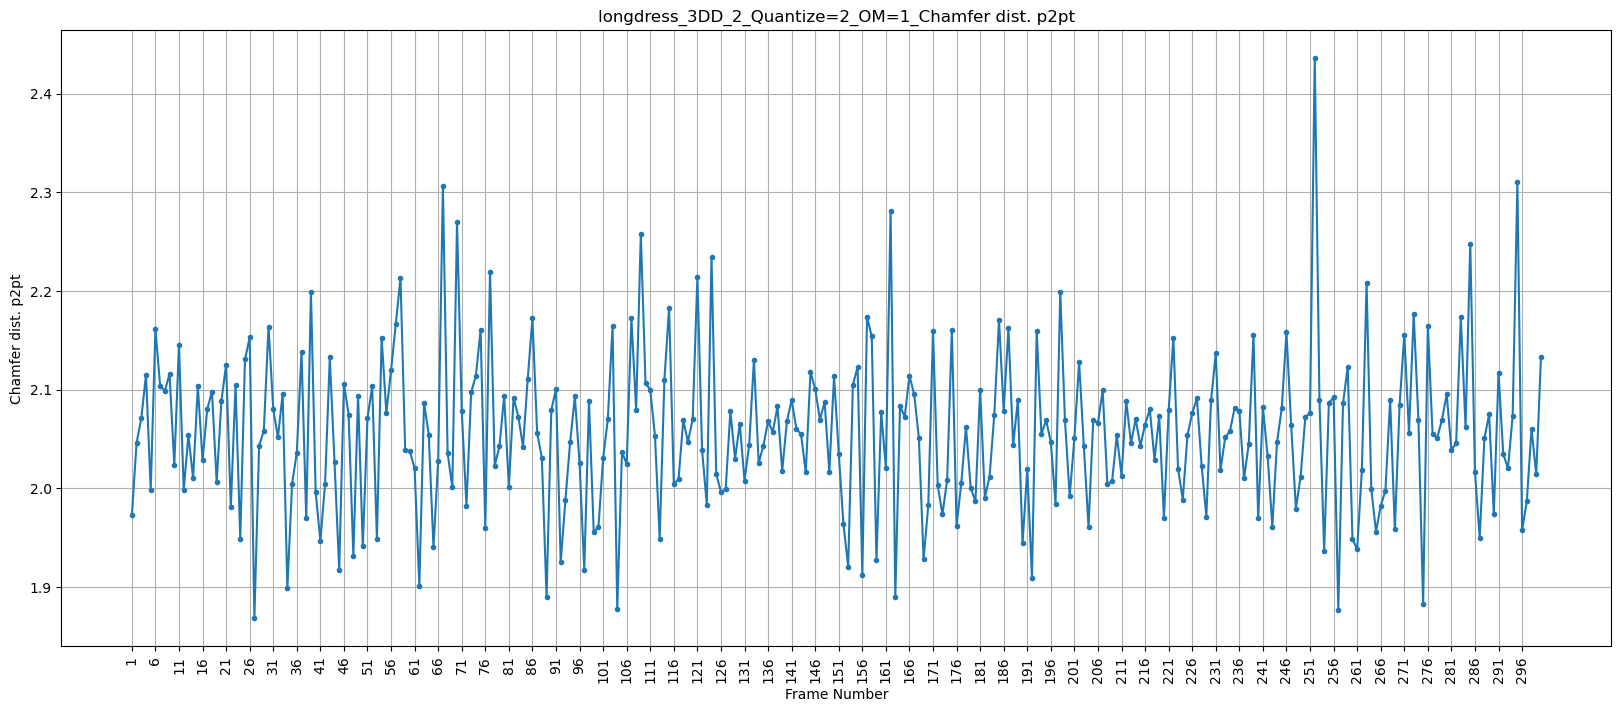 longdress_3DD_2_Quantize=2_OM=1_Chamfer dist. p2pt
Chamfer dist. p2pt
2.4
2.3
2.2
2.1
2.0
1.9
1 6 11 16 21 26 31 36 41 46 51 56 61 66 71 76 81 86 91 96 101 106 111 116 121 126 131 136 141 146 151 156 161 166 171 176 181 186 191 196 201 206 211 216 221 226 231 236 241 246 251 256 261 266 271 276 281 286 291 296
Frame Number